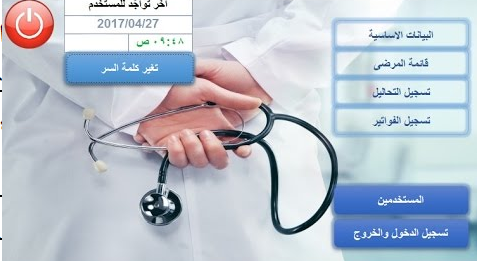 آخر تواجد للمستخدم
2017/04/27
٠٩:٤٨ ص
تغير كلمة السر
البيانات الاساسية
قائمة المرضى
تسجيل التحاليل
تسجيل الفواتير
المستخدمين
تسجيل الدخول والخروج